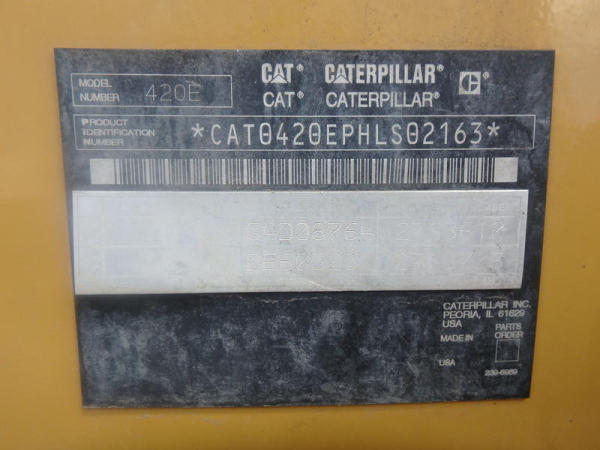 CAT® CATERPILLAR® C®
CAT® CATERPILLAR®
MODEL NUMBER 420E
PRODUCT IDENTIFICATION NUMBER *CAT0420EPHLS02163*
CATERPILLAR INC.
PEORIA, IL 61629
USA
PARTS ORDER
MADE IN
USA
239-6969